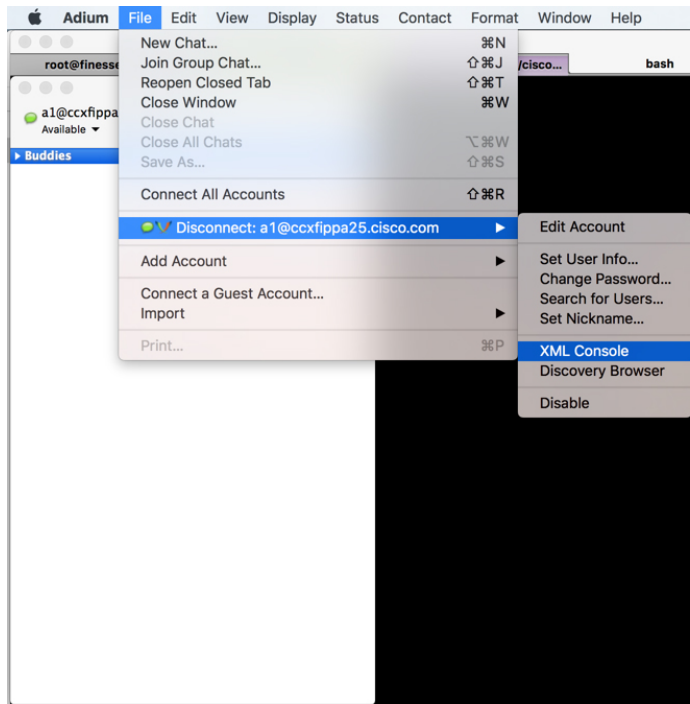 Adium File Edit View Display Status Contact Format Window Help
root@finesse
/cisco...
bash
a1@ccxfippa
Available
Buddies
New Chat... ⌘N
Join Group Chat... ⇧⌘J
Reopen Closed Tab ⇧⌘T
Close Window ⌘W
Close Chat
Close All Chats ⌥⌘W
Save As... ⇧⌘S
Connect All Accounts ⇧⌘R
Disconnect: a1@ccxfippa25.cisco.com
Add Account
Connect a Guest Account...
Import
Print... ⌘P
Edit Account
Set User Info...
Change Password...
Search for Users...
Set Nickname...
XML Console
Discovery Browser
Disable